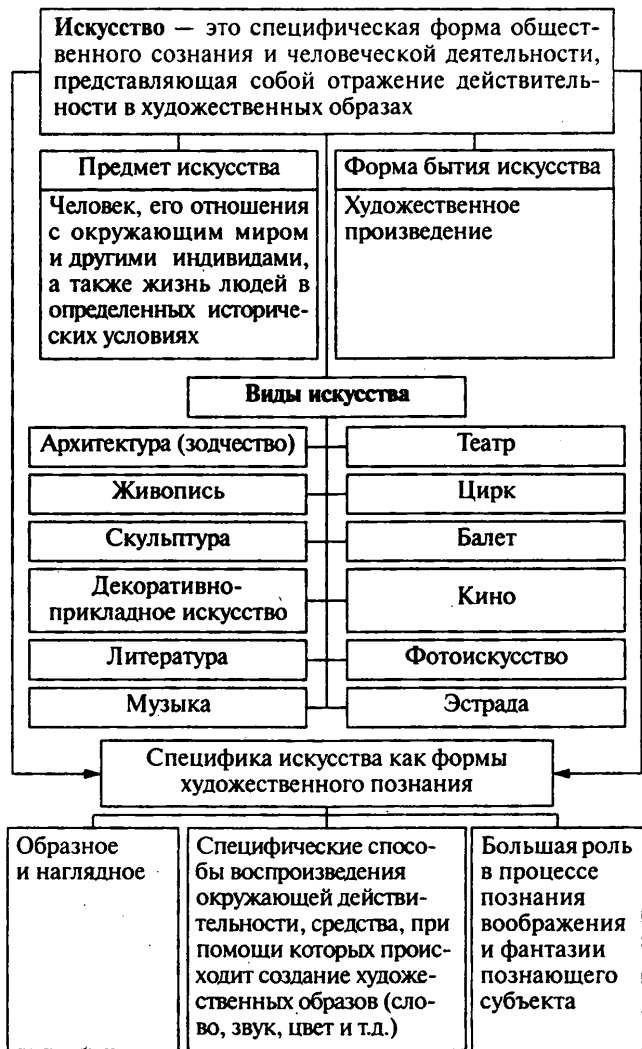 Искусство — это специфическая форма общест-
венного сознания и человеческой деятельности,
представляющая собой отражение действитель-
ности в художественных образах
Предмет искусства
Человек, его отношения
с окружающим миром
и другими индивидами,
а также жизнь людей в
определенных историче-
ских условиях
Форма бытия искусства
Художественное
произведение
Виды искусства
Архитектура (зодчество)
Театр
Живопись
Цирк
Скульптура
Балет
Декоративно-
прикладное искусство
Кино
Литература
Фотоискусство
Музыка
Эстрада
Специфика искусства как формы
художественного познания
Образное
и наглядное
Специфические спосо-
бы воспроизведения
окружающей действи-
тельности, средства, при
помощи которых проис-
ходит создание художе-
ственных образов (сло-
во, звук, цвет и т.д.)
Большая роль
в процессе
познания
воображения
и фантазии
познающего
субъекта